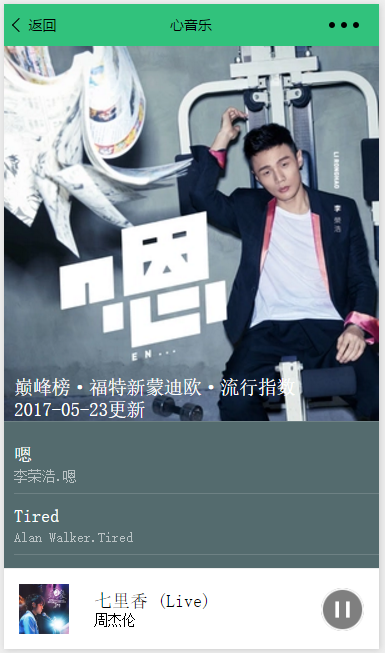 返回
心音乐
LI RONGHAO
李荣浩
嗯
EN...
巅峰榜·福特新蒙迪欧·流行指数
2017-05-23更新
嗯
李荣浩.嗯
Tired
Alan Walker.Tired
七里香 (Live)
周杰伦